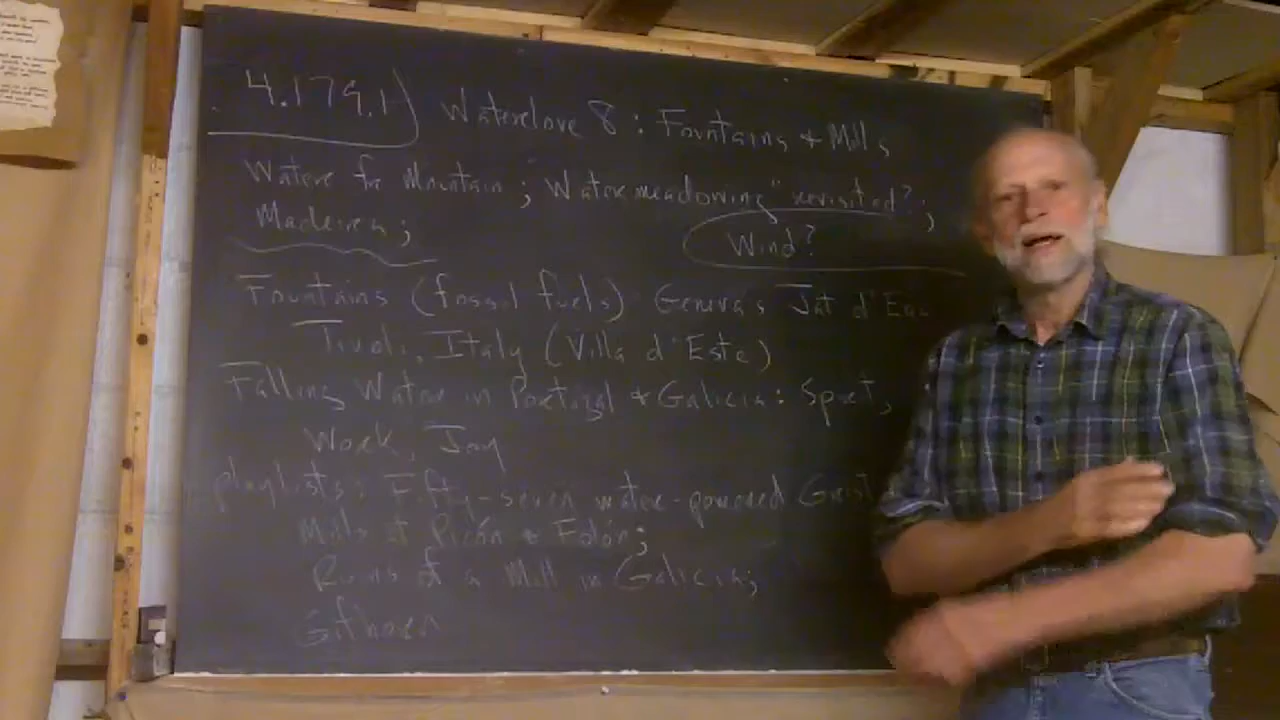 4.179,1) Waterlove 8: Fountains & Mills
Water for Mountain; "Water meadowing" revisited?;
Madeira;
Wind?
Fountains (fossil fuels) Geneva's Jat d'Eau
Tivoli, Italy (Villa d'Este)
Falling Water in Portugal & Galicia: Sport,
Work, Joy
playlists: Fifty-seven water-powered Grist
Mills of Picón & Folón;
Ruins of a Mill in Galicia;